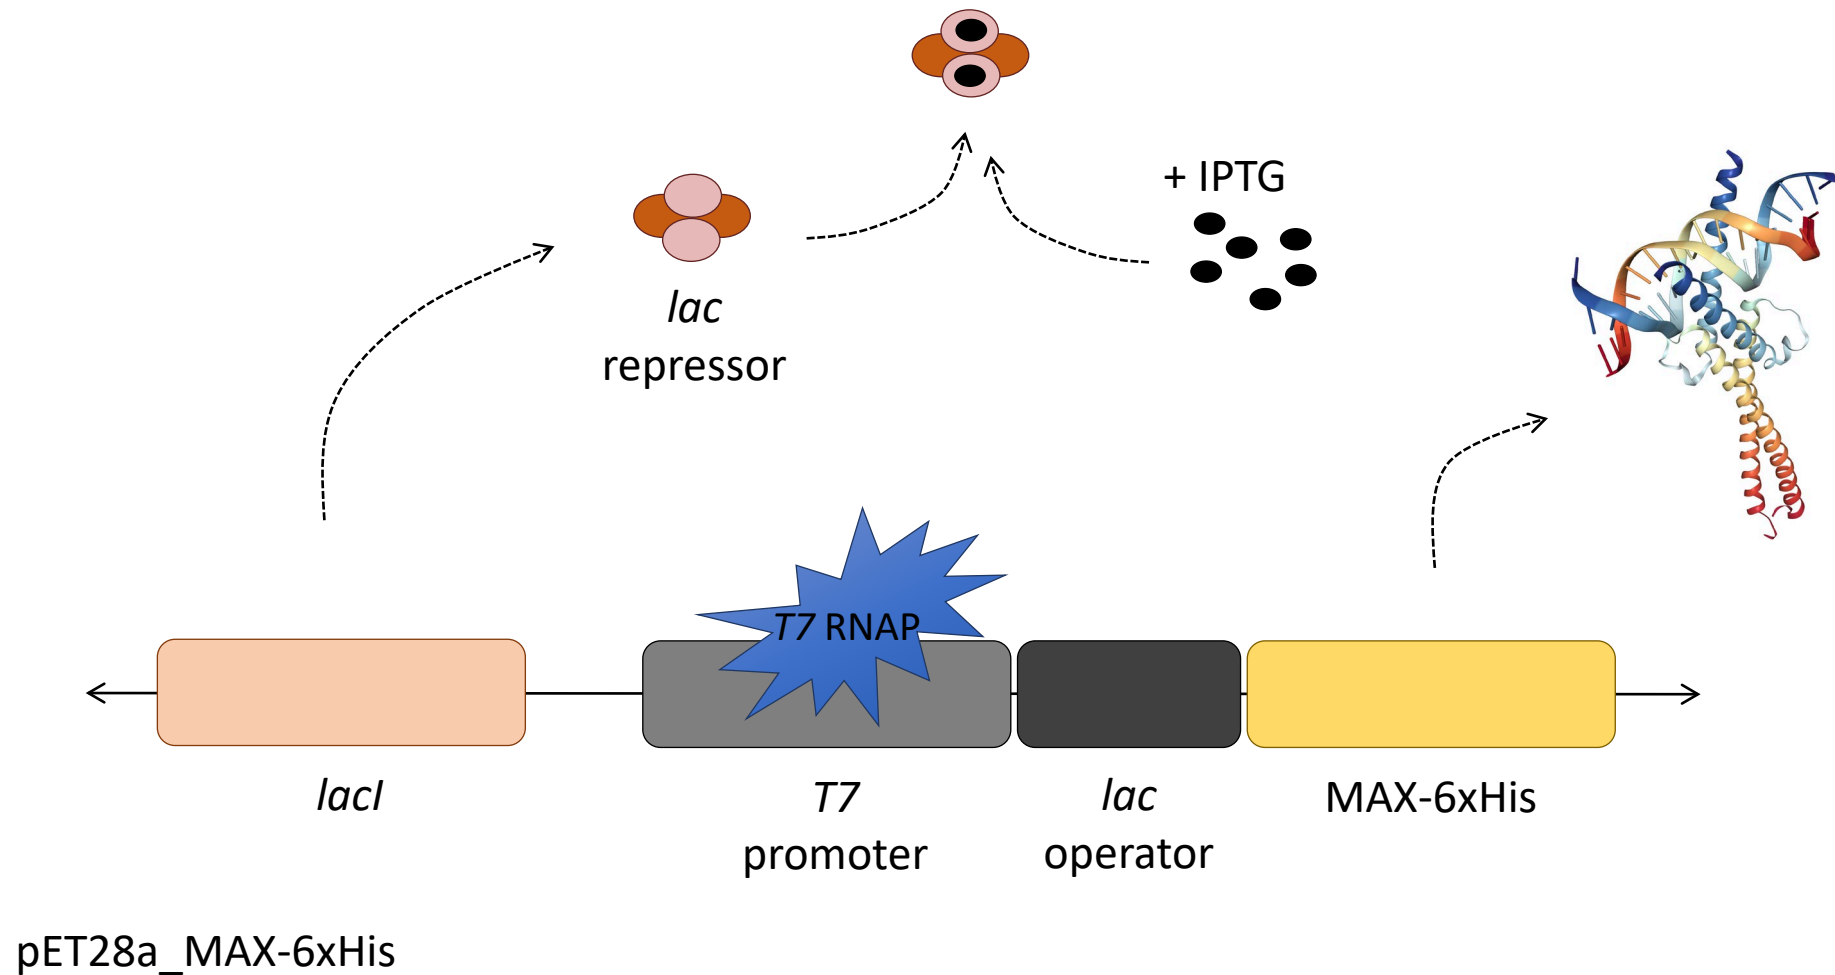 + IPTG
lac
repressor
T7 RNAP
lacI
T7
promoter
lac
operator
MAX-6xHis
pET28a_MAX-6xHis